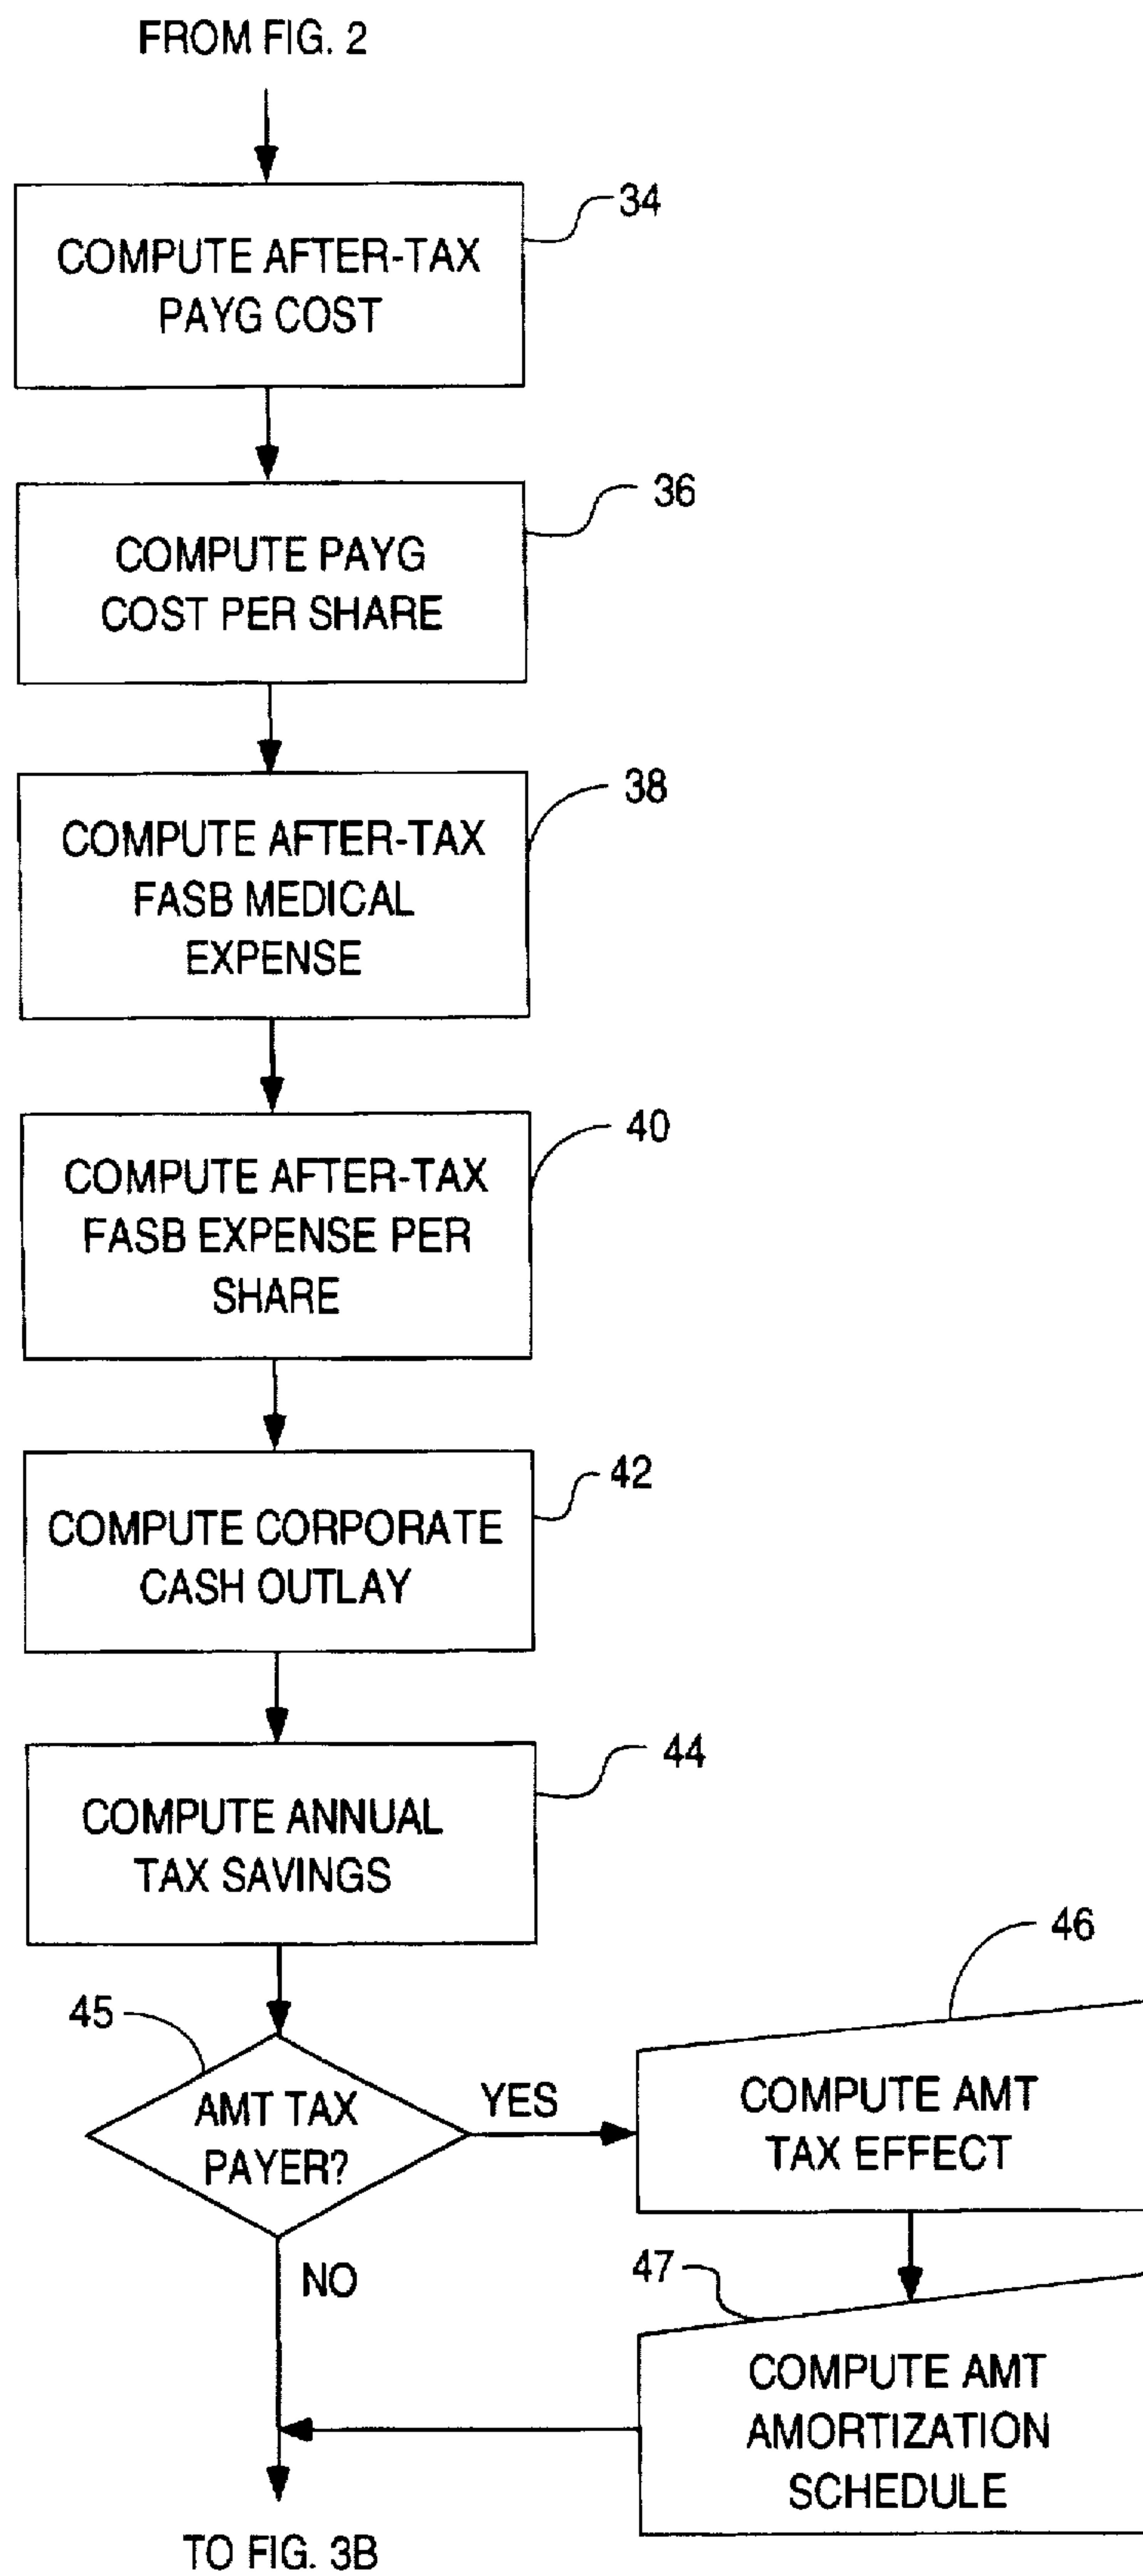 FROM FIG. 2
34
COMPUTE AFTER-TAX
PAYG COST
36
COMPUTE PAYG
COST PER SHARE
38
COMPUTE AFTER-TAX
FASB MEDICAL
EXPENSE
40
COMPUTE AFTER-TAX
FASB EXPENSE PER
SHARE
42
COMPUTE CORPORATE
CASH OUTLAY
44
COMPUTE ANNUAL
TAX SAVINGS
45
AMT TAX
PAYER?
YES
NO
46
COMPUTE AMT
TAX EFFECT
47
COMPUTE AMT
AMORTIZATION
SCHEDULE
TO FIG. 3B